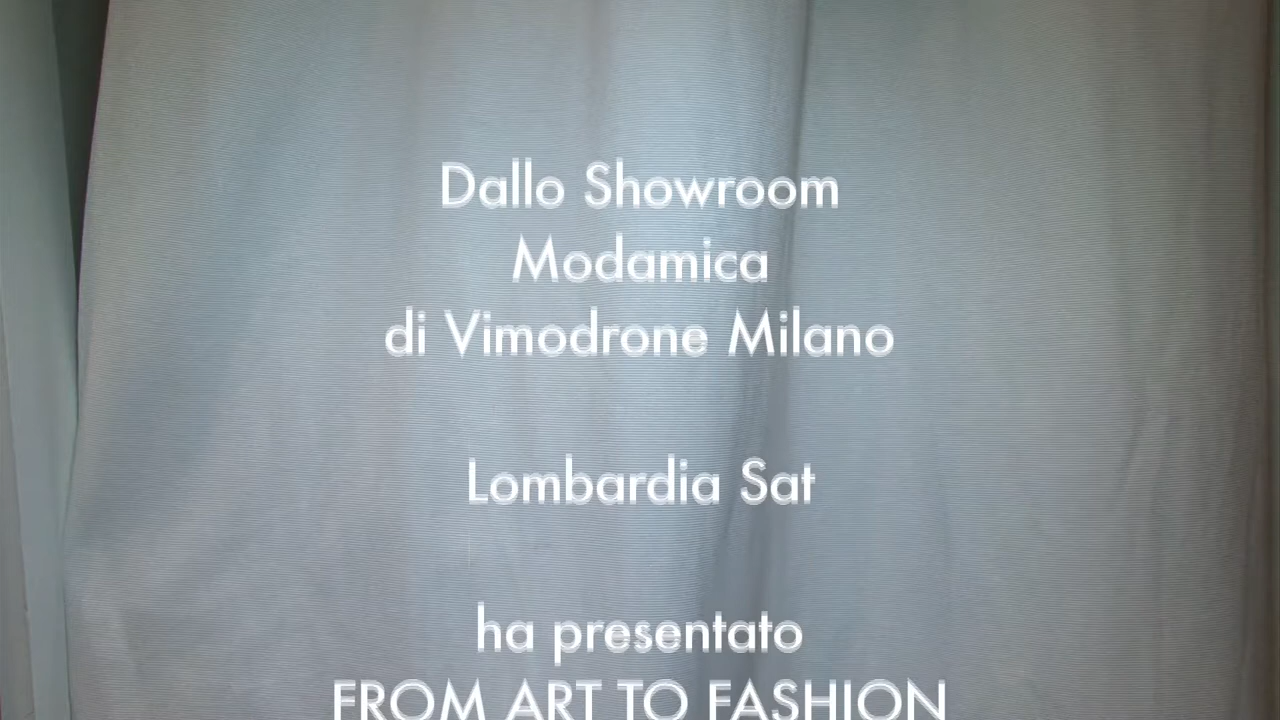 Dallo Showroom
Modamica
di Vimodrone Milano
Lombardia Sat
ha presentato
FROM ART TO FASHION